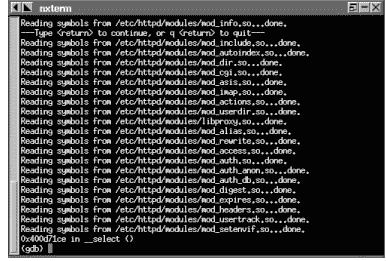 nxterm
Reading symbols from /etc/httpd/modules/mod_info.so...done.
---Type <return> to continue, or q <return> to quit---
Reading symbols from /etc/httpd/modules/mod_include.so...done.
Reading symbols from /etc/httpd/modules/mod_autoindex.so...done.
Reading symbols from /etc/httpd/modules/mod_dir.so...done.
Reading symbols from /etc/httpd/modules/mod_cgi.so...done.
Reading symbols from /etc/httpd/modules/mod_asis.so...done.
Reading symbols from /etc/httpd/modules/mod_imap.so...done.
Reading symbols from /etc/httpd/modules/mod_actions.so...done.
Reading symbols from /etc/httpd/modules/mod_userdir.so...done.
Reading symbols from /etc/httpd/modules/libproxy.so...done.
Reading symbols from /etc/httpd/modules/mod_alias.so...done.
Reading symbols from /etc/httpd/modules/mod_rewrite.so...done.
Reading symbols from /etc/httpd/modules/mod_access.so...done.
Reading symbols from /etc/httpd/modules/mod_auth.so...done.
Reading symbols from /etc/httpd/modules/mod_auth_anon.so...done.
Reading symbols from /etc/httpd/modules/mod_auth_db.so...done.
Reading symbols from /etc/httpd/modules/mod_digest.so...done.
Reading symbols from /etc/httpd/modules/mod_expires.so...done.
Reading symbols from /etc/httpd/modules/mod_headers.so...done.
Reading symbols from /etc/httpd/modules/mod_usertrack.so...done.
Reading symbols from /etc/httpd/modules/mod_setenvif.so...done.
0x400d71ce in __select ()
(gdb)